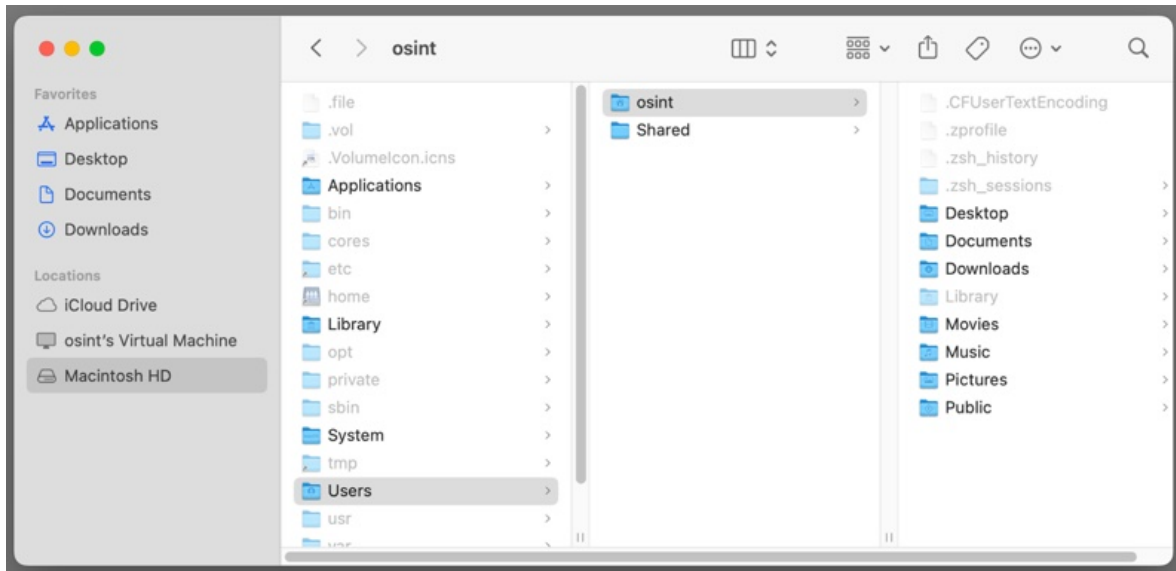 osint
Favorites
Applications
Desktop
Documents
Downloads
Locations
iCloud Drive
osint's Virtual Machine
Macintosh HD
.file
.vol
.VolumeIcon.icns
Applications
bin
cores
etc
home
Library
opt
private
sbin
System
tmp
Users
usr
var
osint
Shared
.CFUserTextEncoding
.zprofile
.zsh_history
.zsh_sessions
Desktop
Documents
Downloads
Library
Movies
Music
Pictures
Public